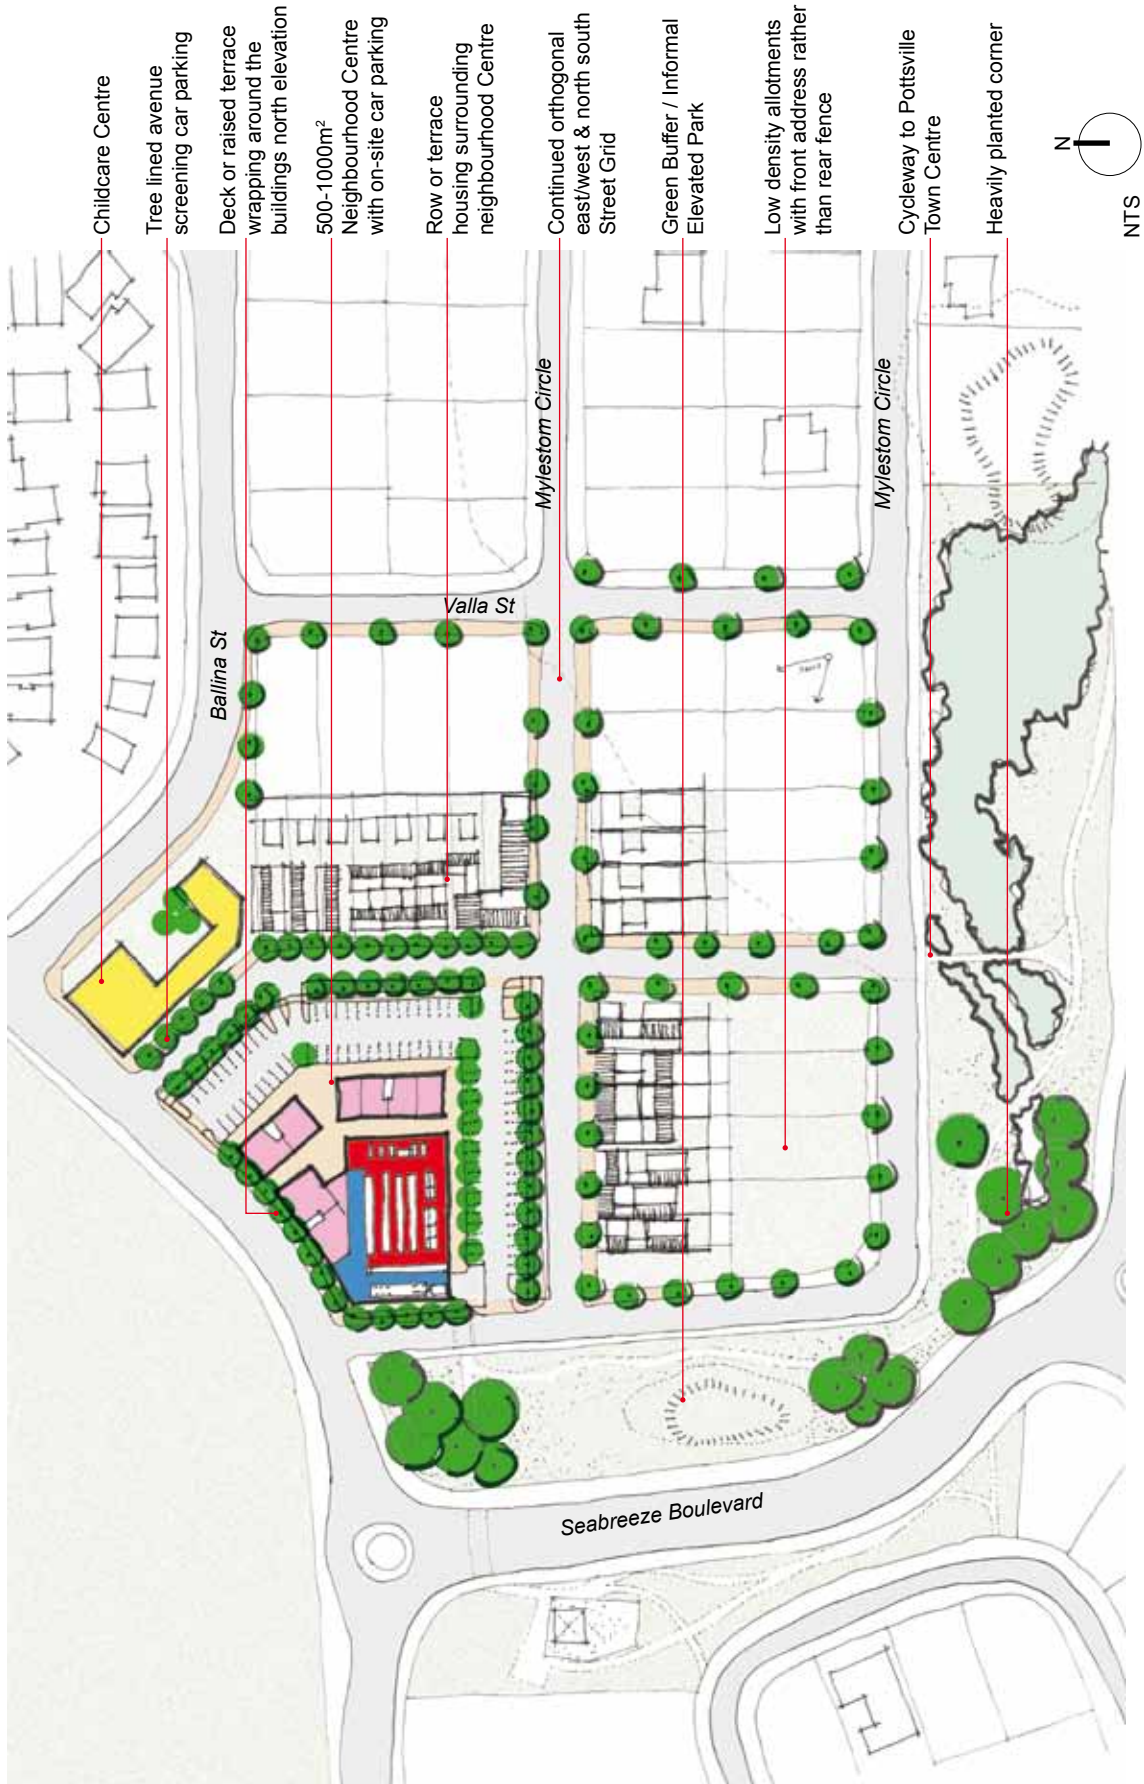 Childcare Centre
Tree lined avenue
screening car parking
Deck or raised terrace
wrapping around the
buildings north elevation
500-1000m²
Neighbourhood Centre
with on-site car parking
Row or terrace
housing surrounding
neighbourhood Centre
Continued orthogonal
east/west & north south
Street Grid
Green Buffer / Informal
Elevated Park
Low density allotments
with front address rather
than rear fence
Cycleway to Pottsville
Town Centre
Heavily planted corner
N
NTS
Ballina St
Valla St
Mylestom Circle
Mylestom Circle
Seabreeze Boulevard